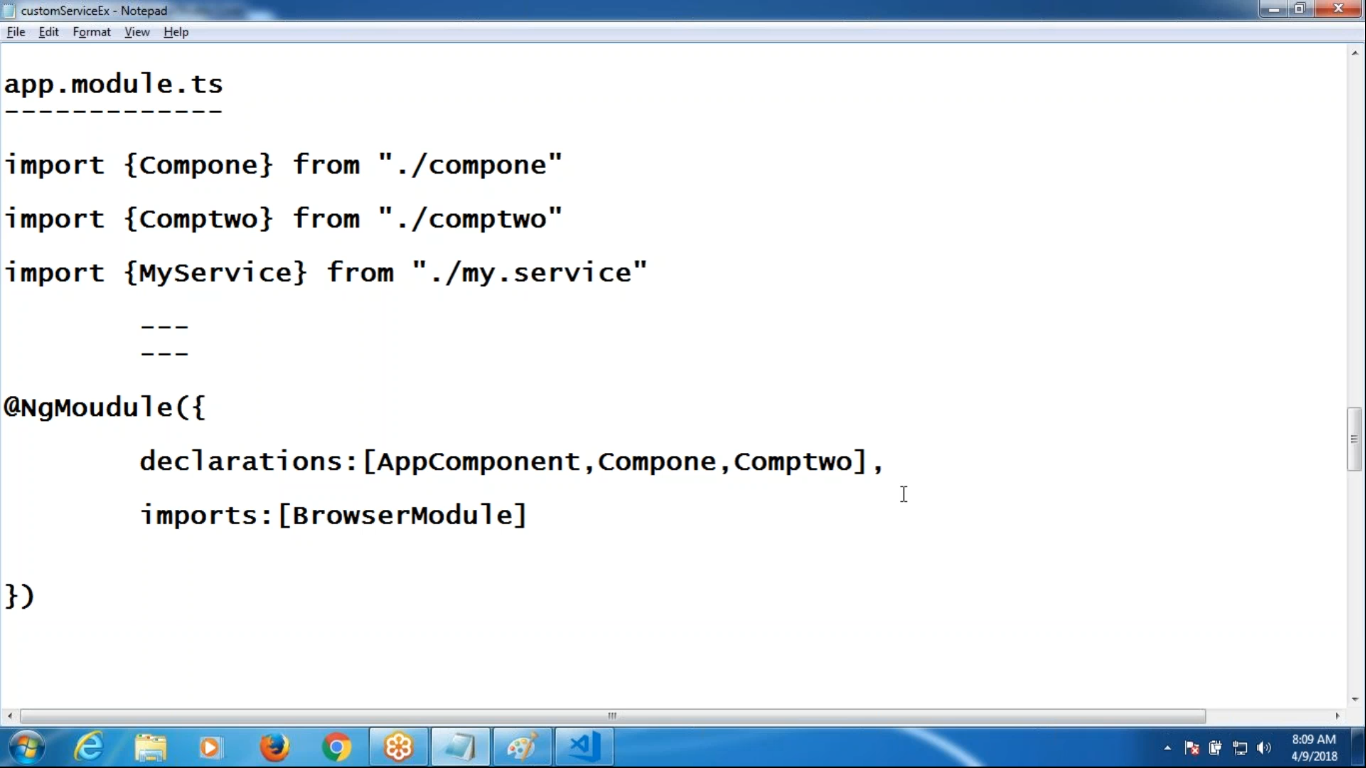 customServiceEx - Notepad
File Edit Format View Help
app.module.ts
-------------
import {Compone} from "./compone"
import {Comptwo} from "./comptwo"
import {MyService} from "./my.service"
---
---
@NgMoudule({
declarations:[AppComponent,Compone,Comptwo],
imports:[BrowserModule]
})
8:09 AM
4/9/2018